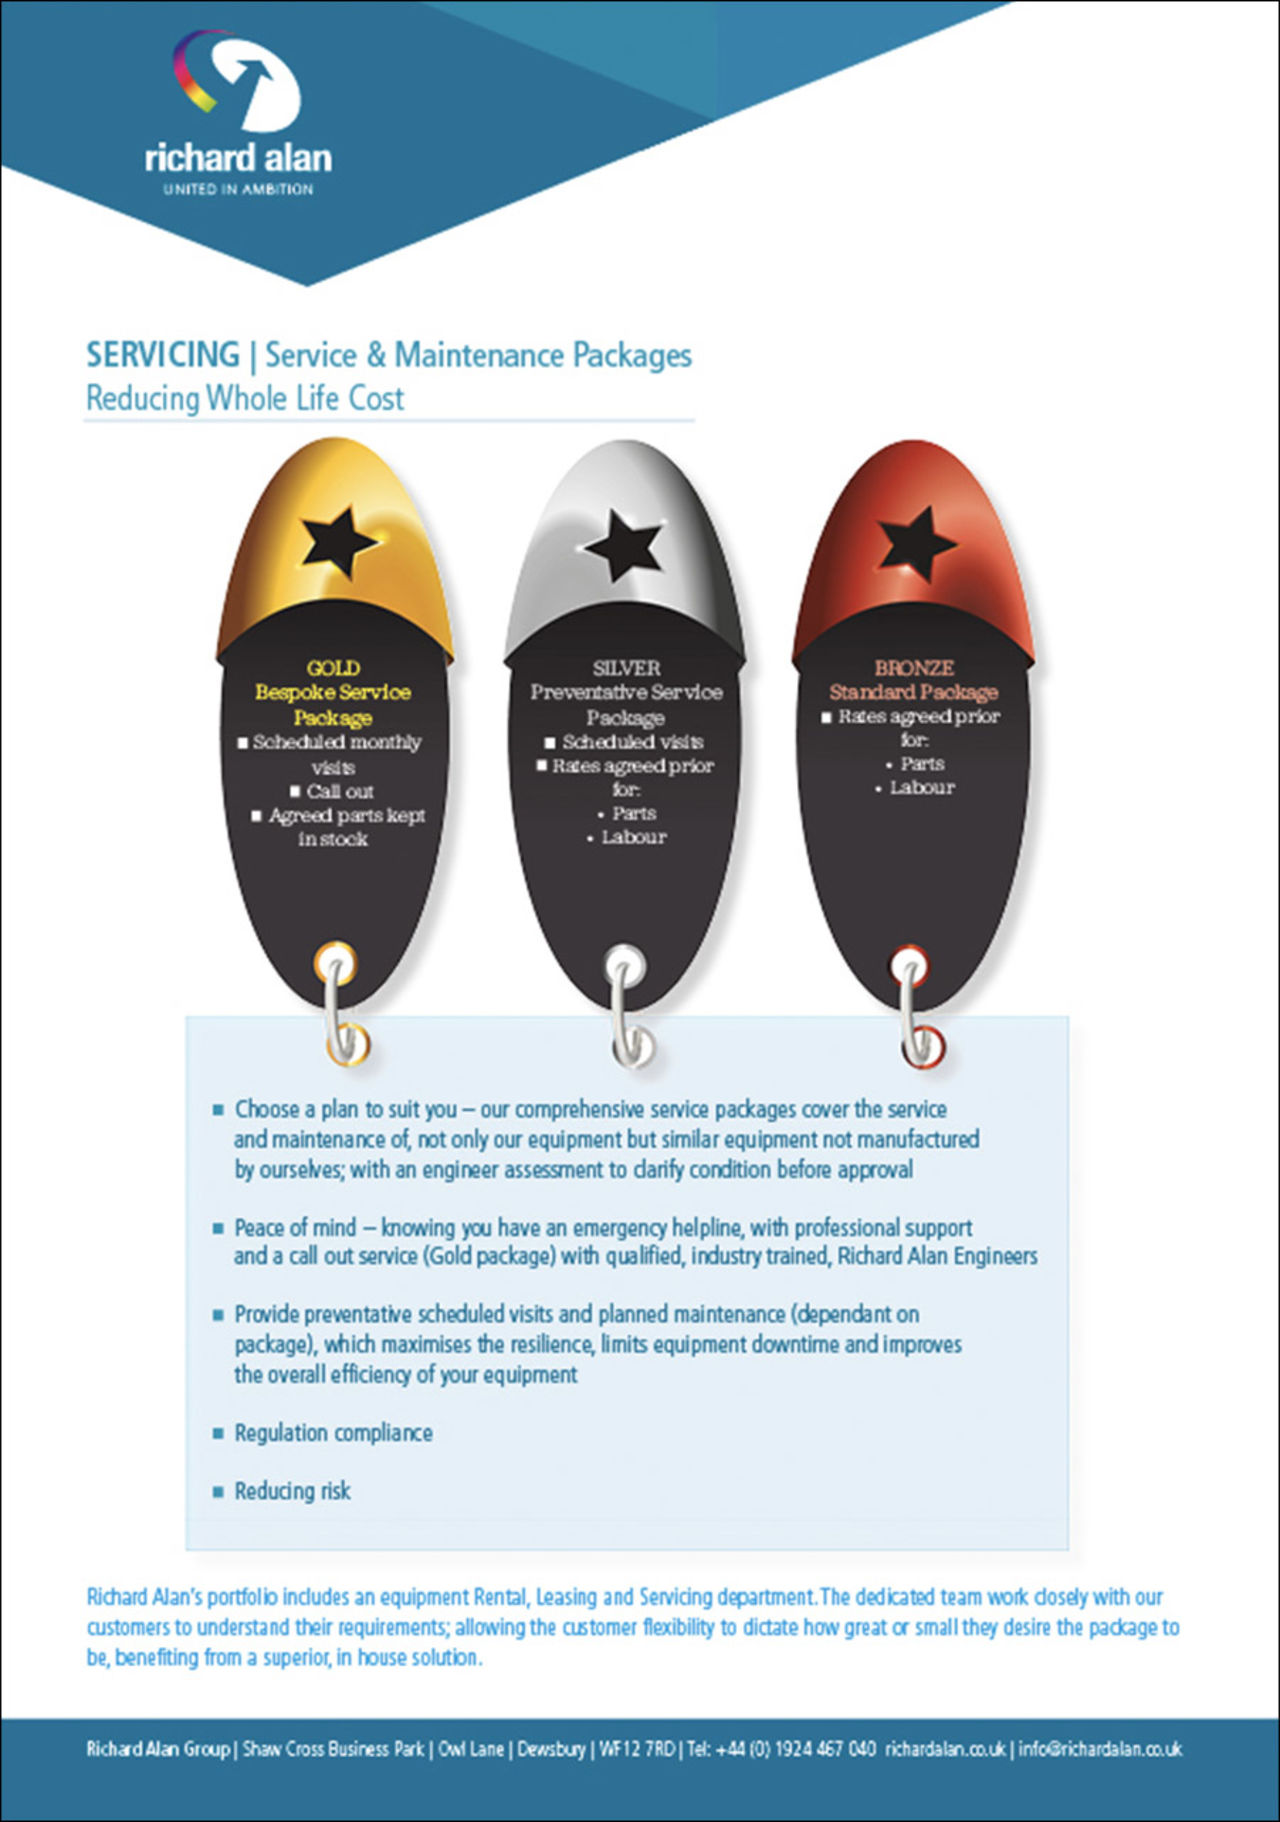 richard alan
UNITED IN AMBITION
SERVICING | Service & Maintenance Packages
Reducing Whole Life Cost
GOLD
Bespoke Service
Package
■ Scheduled monthly
visits
■ Call out
■ Agreed parts kept
in stock
SILVER
Preventative Service
Package
■ Scheduled visits
■ Rates agreed prior
for:
• Parts
• Labour
BRONZE
Standard Package
■ Rates agreed prior
for:
• Parts
• Labour
■ Choose a plan to suit you – our comprehensive service packages cover the service
and maintenance of, not only our equipment but similar equipment not manufactured
by ourselves; with an engineer assessment to clarify condition before approval
■ Peace of mind – knowing you have an emergency helpline, with professional support
and a call out service (Gold package) with qualified, industry trained, Richard Alan Engineers
■ Provide preventative scheduled visits and planned maintenance (dependant on
package), which maximises the resilience, limits equipment downtime and improves
the overall efficiency of your equipment
■ Regulation compliance
■ Reducing risk
Richard Alan's portfolio includes an equipment Rental, Leasing and Servicing department. The dedicated team work closely with our
customers to understand their requirements; allowing the customer flexibility to dictate how great or small they desire the package to
be, benefiting from a superior, in house solution.
Richard Alan Group | Shaw Cross Business Park | Owl Lane | Dewsbury | WF12 7RD | Tel: +44 (0) 1924 467 040 richardalan.co.uk | info@richardalan.co.uk